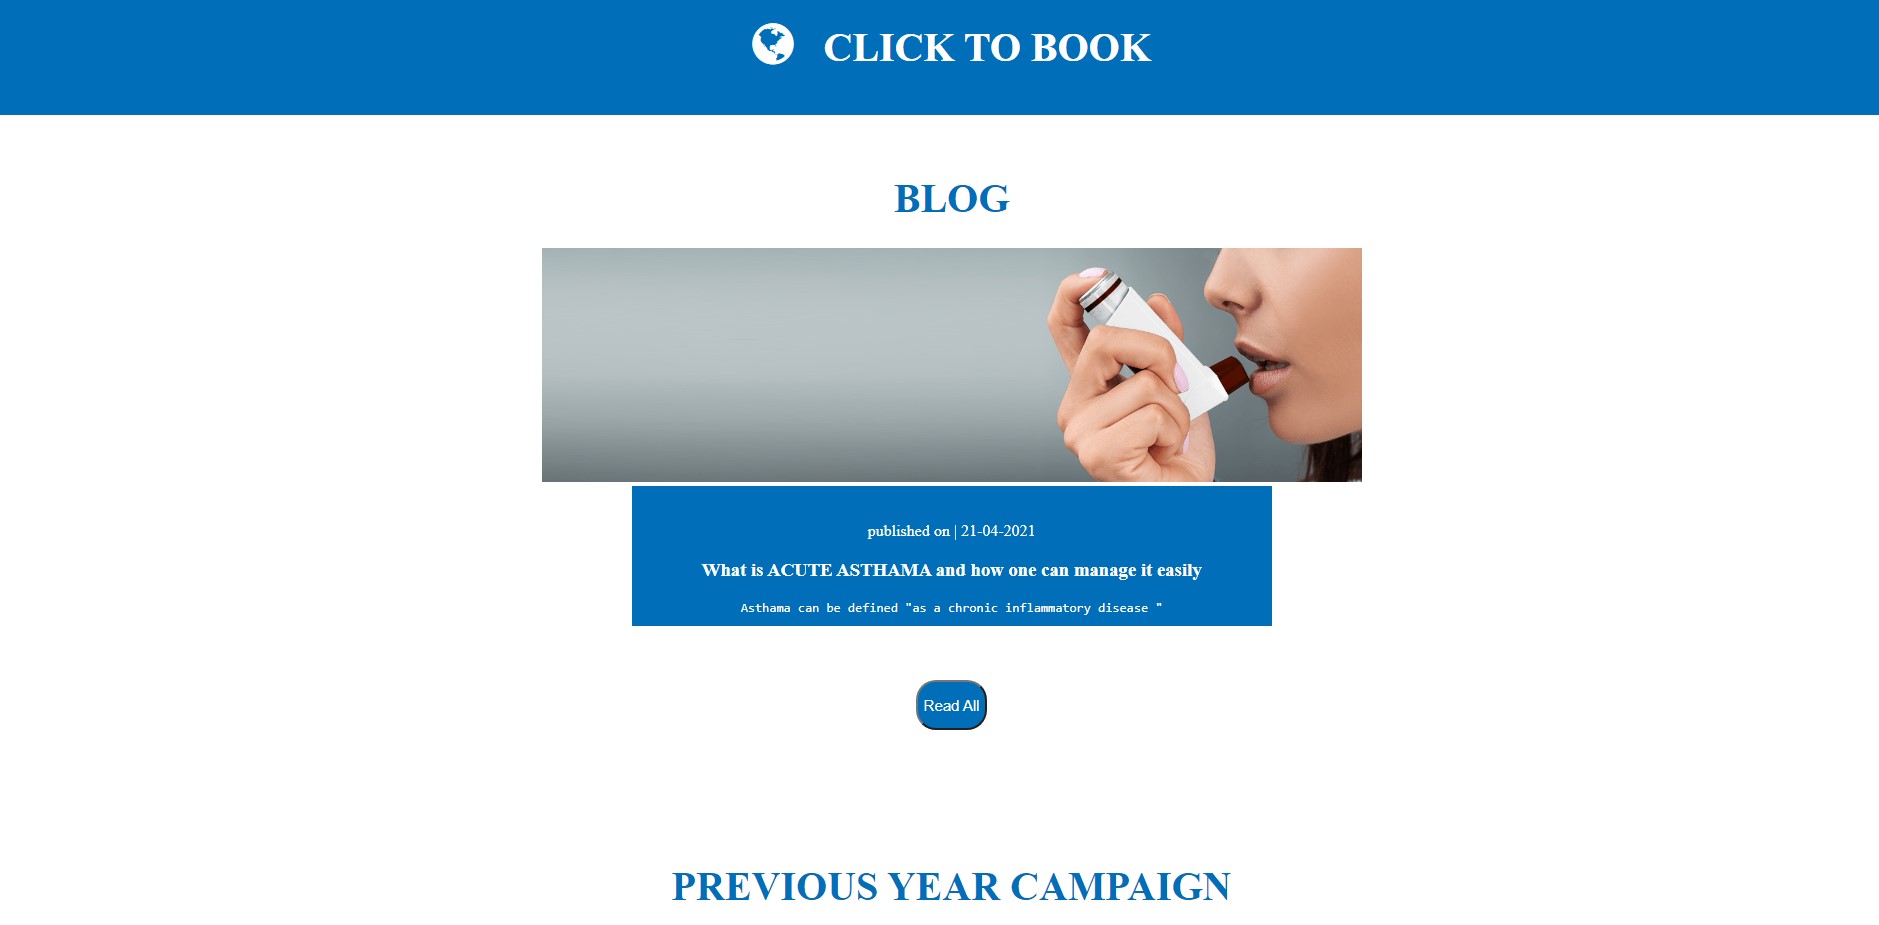 CLICK TO BOOK
BLOG
published on | 21-04-2021
What is ACUTE ASTHAMA and how one can manage it easily
Asthama can be defined "as a chronic inflammatory disease "
Read All
PREVIOUS YEAR CAMPAIGN